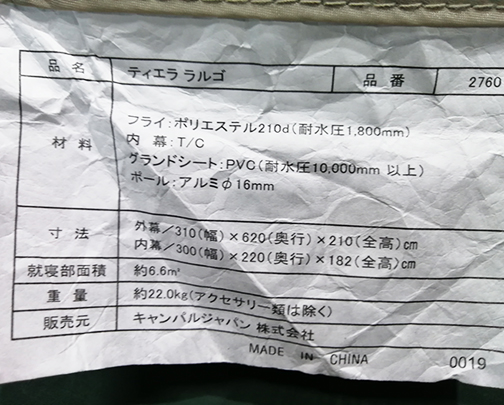 品名 ティエラ ラルゴ 品番 2760
材料 フライ:ポリエステル210d(耐水圧1,800mm)
内 幕:T/C
グランドシート:PVC(耐水圧10,000mm 以上)
ポール:アルミφ16mm
寸法 外幕/310(幅)×620(奥行)×210(全高)cm
内幕/300(幅)×220(奥行)×182(全高)cm
就寝部面積 約6.6㎡
重量 約22.0kg(アクセサリー類は除く)
販売元 キャンパルジャパン 株式会社
MADE IN CHINA 0019